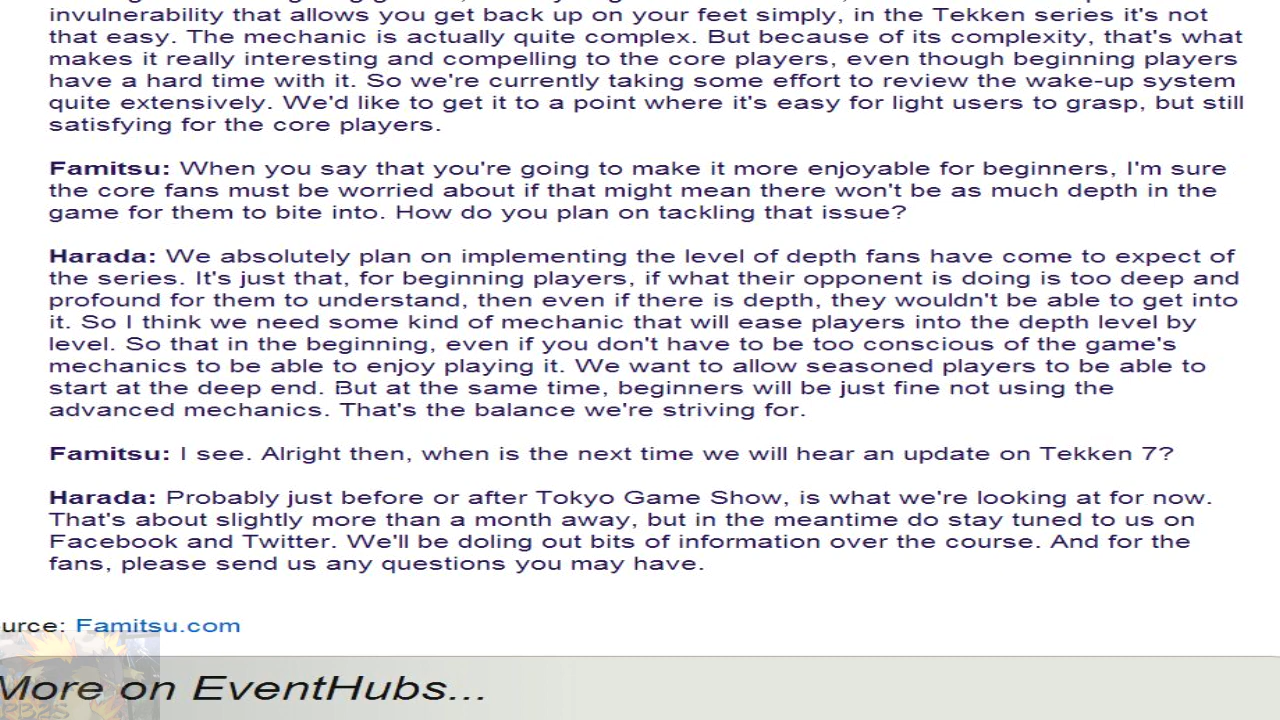 invulnerability that allows you get back up on your feet simply, in the Tekken series it's not
that easy. The mechanic is actually quite complex. But because of its complexity, that's what
makes it really interesting and compelling to the core players, even though beginning players
have a hard time with it. So we're currently taking some effort to review the wake-up system
quite extensively. We'd like to get it to a point where it's easy for light users to grasp, but still
satisfying for the core players.
Famitsu: When you say that you're going to make it more enjoyable for beginners, I'm sure
the core fans must be worried about if that might mean there won't be as much depth in the
game for them to bite into. How do you plan on tackling that issue?
Harada: We absolutely plan on implementing the level of depth fans have come to expect of
the series. It's just that, for beginning players, if what their opponent is doing is too deep and
profound for them to understand, then even if there is depth, they wouldn't be able to get into
it. So I think we need some kind of mechanic that will ease players into the depth level by
level. So that in the beginning, even if you don't have to be too conscious of the game's
mechanics to be able to enjoy playing it. We want to allow seasoned players to be able to
start at the deep end. But at the same time, beginners will be just fine not using the
advanced mechanics. That's the balance we're striving for.
Famitsu: I see. Alright then, when is the next time we will hear an update on Tekken 7?
Harada: Probably just before or after Tokyo Game Show, is what we're looking at for now.
That's about slightly more than a month away, but in the meantime do stay tuned to us on
Facebook and Twitter. We'll be doling out bits of information over the course. And for the
fans, please send us any questions you may have.
urce: Famitsu.com
More on EventHubs...